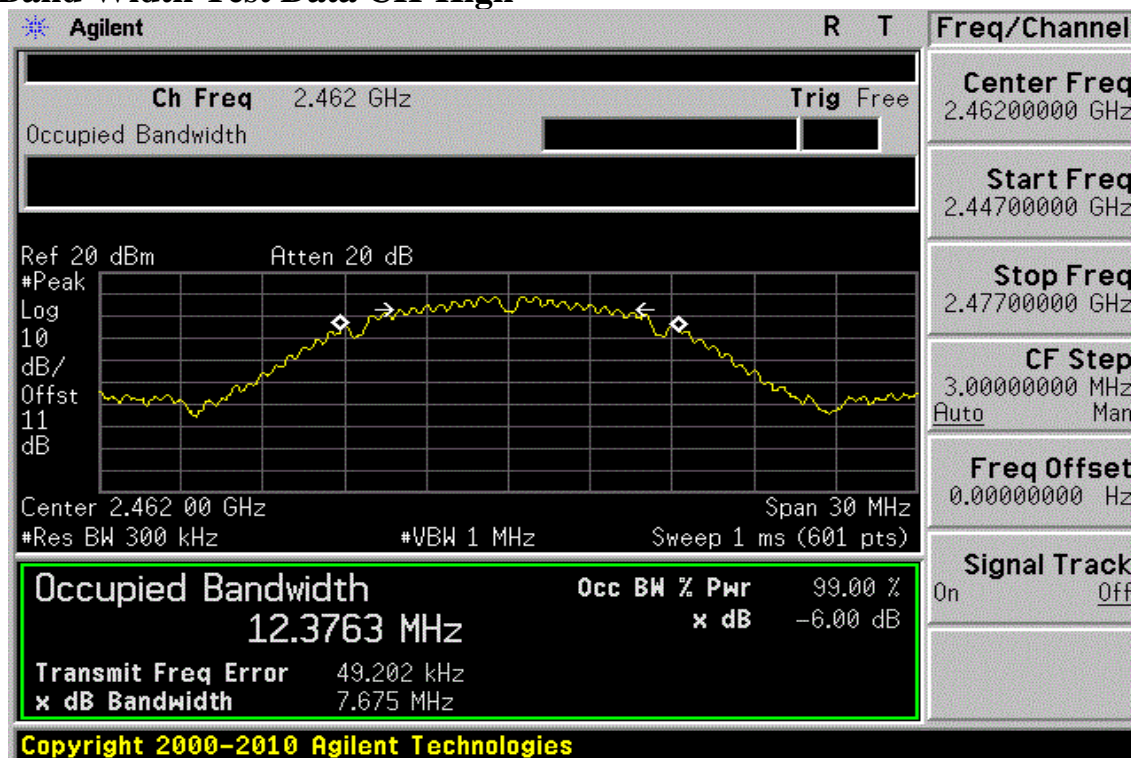 Band Width Test Data CH-High
Agilent R T Freq/Channel
Ch Freq 2.462 GHz Trig Free
Occupied Bandwidth
Center Freq
2.46200000 GHz
Start Freq
2.44700000 GHz
Stop Freq
2.47700000 GHz
CF Step
3.00000000 MHz
Auto Man
Freq Offset
0.00000000 Hz
Signal Track
On Off
Ref 20 dBm Atten 20 dB
#Peak
Log
10
dB/
Offst
11
dB
Center 2.462 00 GHz Span 30 MHz
#Res BW 300 kHz #VBW 1 MHz Sweep 1 ms (601 pts)
Occupied Bandwidth Occ BW % Pwr 99.00 %
12.3763 MHz x dB -6.00 dB
Transmit Freq Error 49.202 kHz
x dB Bandwidth 7.675 MHz
Copyright 2000-2010 Agilent Technologies